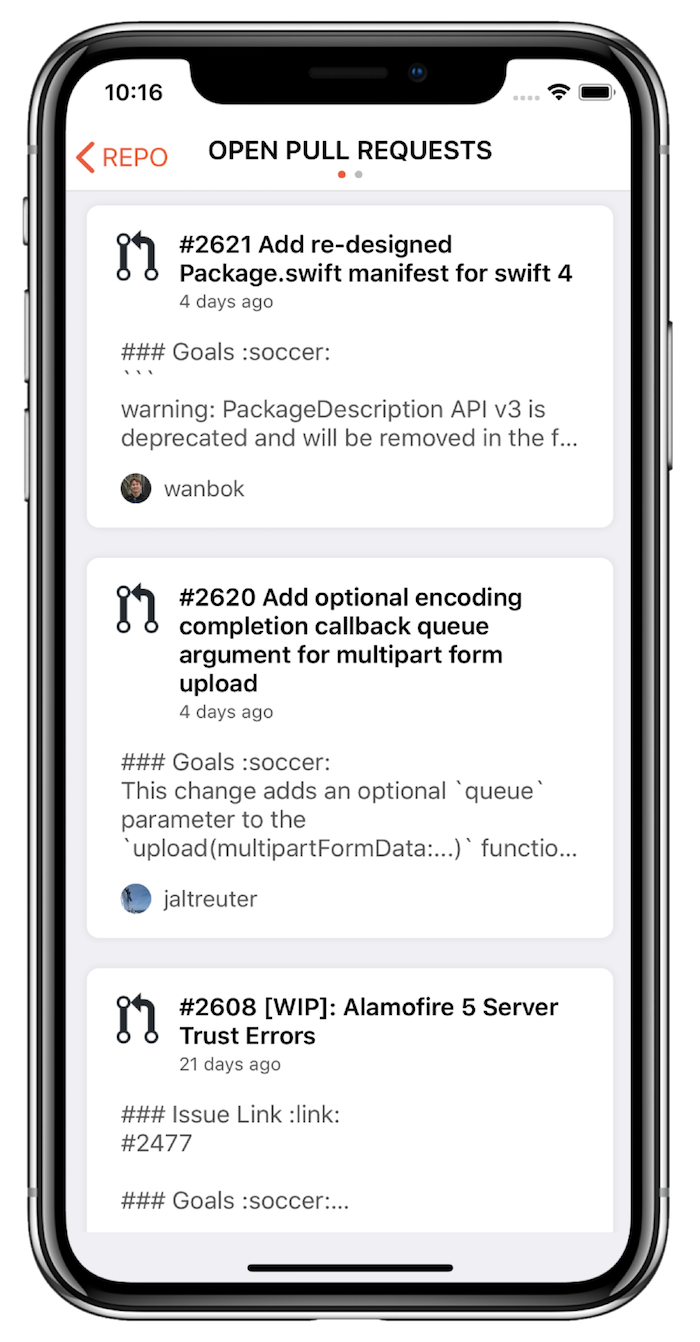 10:16
REPO
OPEN PULL REQUESTS
#2621 Add re-designed
Package.swift manifest for swift 4
4 days ago
### Goals :soccer:
```
warning: PackageDescription API v3 is
deprecated and will be removed in the f...
wanbok
#2620 Add optional encoding
completion callback queue
argument for multipart form
upload
4 days ago
### Goals :soccer:
This change adds an optional `queue`
parameter to the
`upload(multipartFormData:...)` functio...
jaltreuter
#2608 [WIP]: Alamofire 5 Server
Trust Errors
21 days ago
### Issue Link :link:
#2477
### Goals :soccer:...